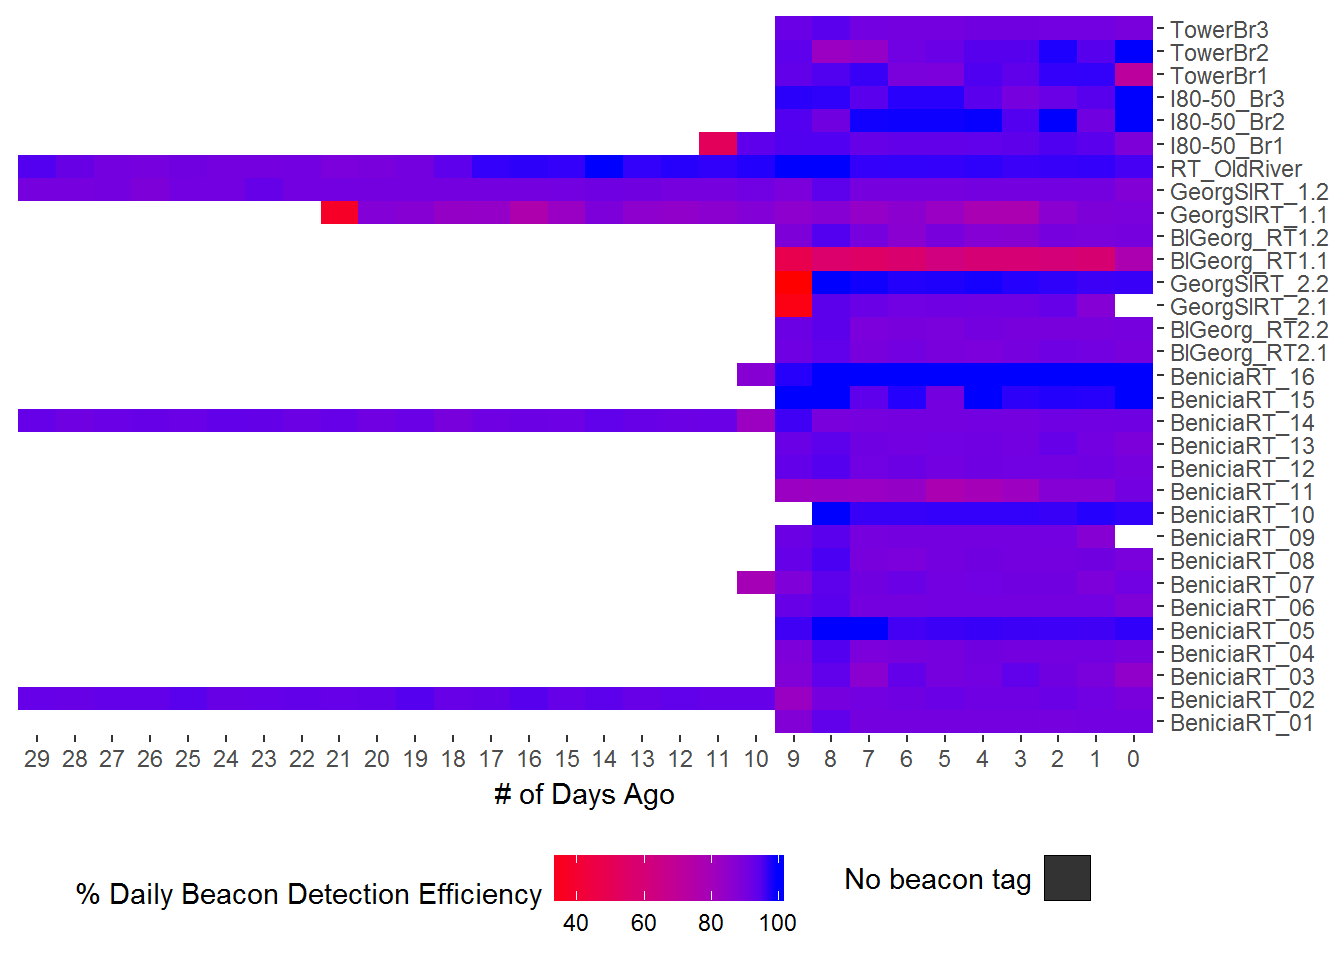 TowerBr3
TowerBr2
TowerBr1
I80-50_Br3
I80-50_Br2
I80-50_Br1
RT_OldRiver
GeorgSlRT_1.2
GeorgSlRT_1.1
BlGeorg_RT1.2
BlGeorg_RT1.1
GeorgSlRT_2.2
GeorgSlRT_2.1
BlGeorg_RT2.2
BlGeorg_RT2.1
BeniciaRT_16
BeniciaRT_15
BeniciaRT_14
BeniciaRT_13
BeniciaRT_12
BeniciaRT_11
BeniciaRT_10
BeniciaRT_09
BeniciaRT_08
BeniciaRT_07
BeniciaRT_06
BeniciaRT_05
BeniciaRT_04
BeniciaRT_03
BeniciaRT_02
BeniciaRT_01
29 28 27 26 25 24 23 22 21 20 19 18 17 16 15 14 13 12 11 10 9 8 7 6 5 4 3 2 1 0
# of Days Ago
% Daily Beacon Detection Efficiency
40 60 80 100
No beacon tag